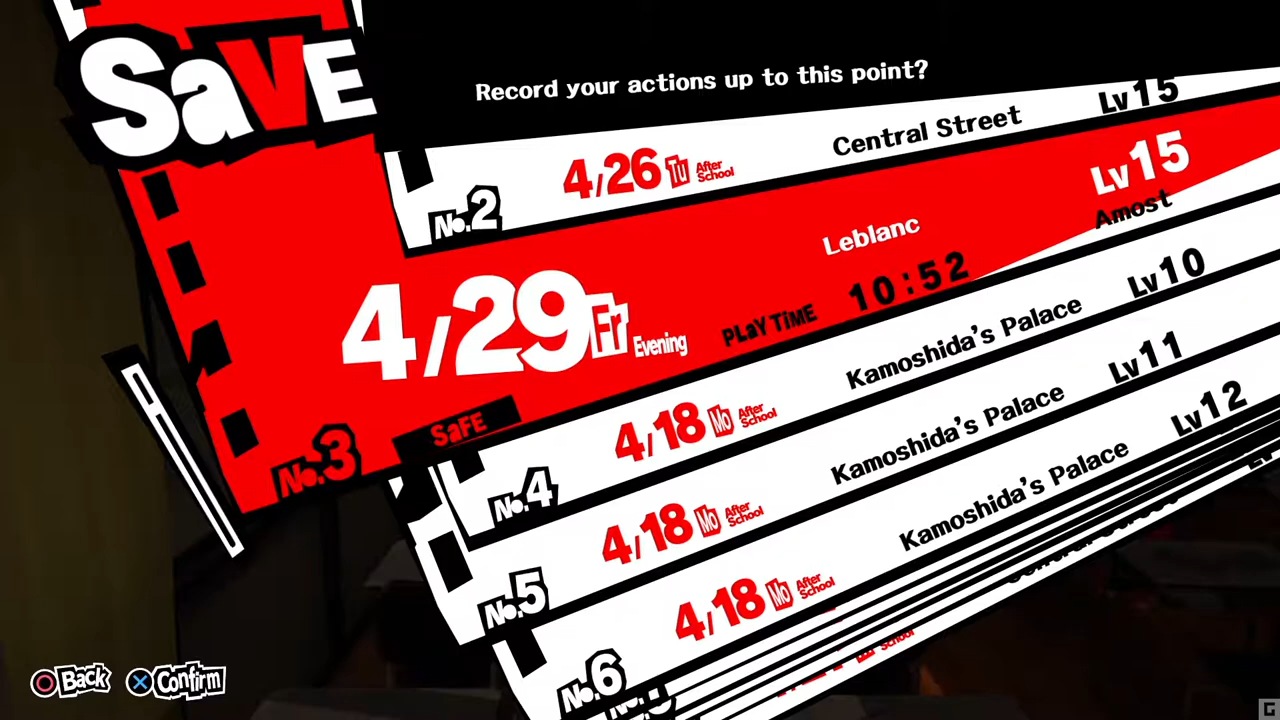 SaVE
Record your actions up to this point?
No.2 4/26 Tu After School Central Street Lv15
No.3 4/29 Fr Evening Leblanc Lv15
PLaY TiME 10:52
Amost
SaFE
No.4 4/18 Mo After School Kamoshida's Palace Lv10
No.5 4/18 Mo After School Kamoshida's Palace Lv11
No.6 4/18 Mo After School Kamoshida's Palace Lv12
School
Lv
Back Confirm
G